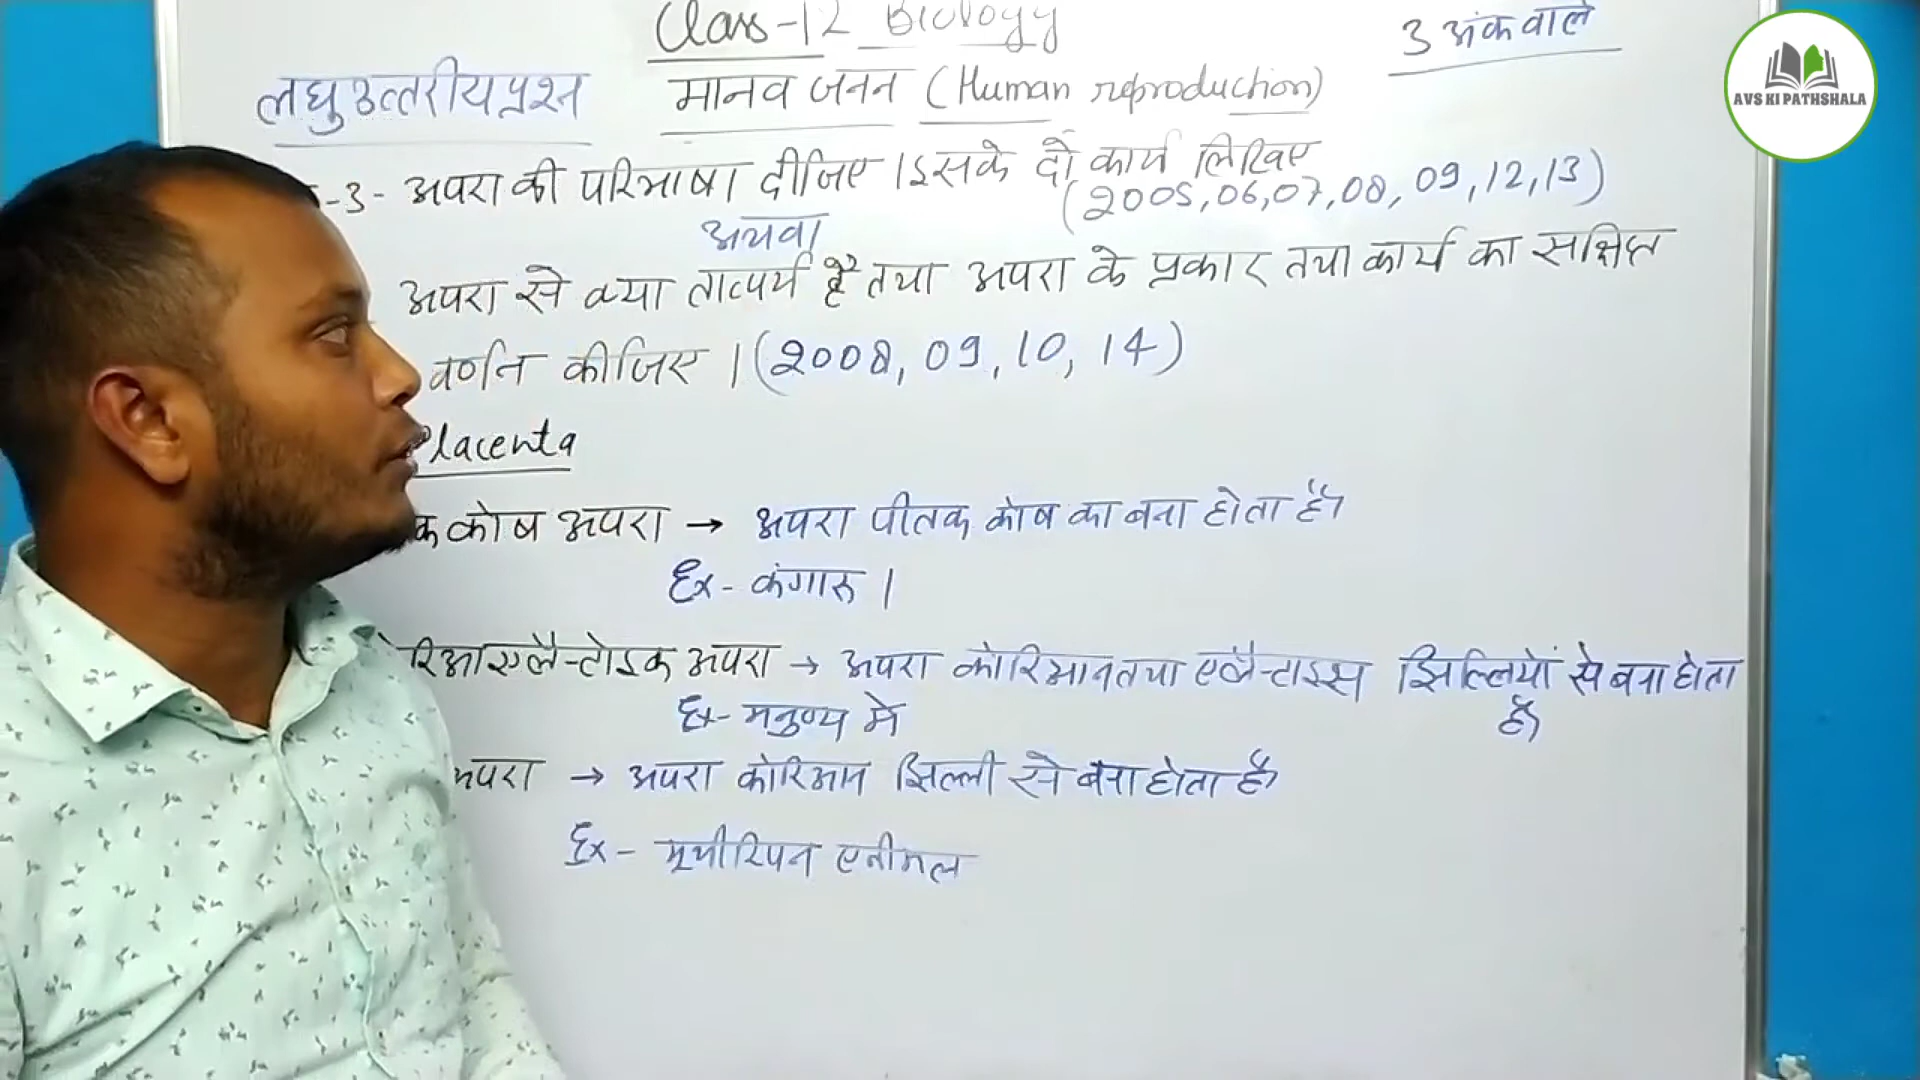 Class-12 Biology
3 अंक वाले
AVS KI PATHSHALA
लघु उत्तरीय प्रश्न
मानव जनन (Human reproduction)
-3- अपरा की परिभाषा दीजिए । इसके दो कार्य लिखिए
(2005,06,07,08,09,12,13)
अथवा
अपरा से क्या तात्पर्य है तथा अपरा के प्रकार तथा कार्य का संक्षिप्त
वर्णन कीजिए । (2008, 09, 10, 14)
Placenta
क कोष अपरा → अपरा पीतक कोष का बना होता है
Ex- कंगारू ।
रिआएलैन्टोइक अपरा → अपरा कोरिआन तथा एलैन्टाइस झिल्लियों से बना होता
है
Ex- मनुष्य में
अपरा → अपरा कोरिआन झिल्ली से बना होता है
Ex- यूथीरियन एनीमल